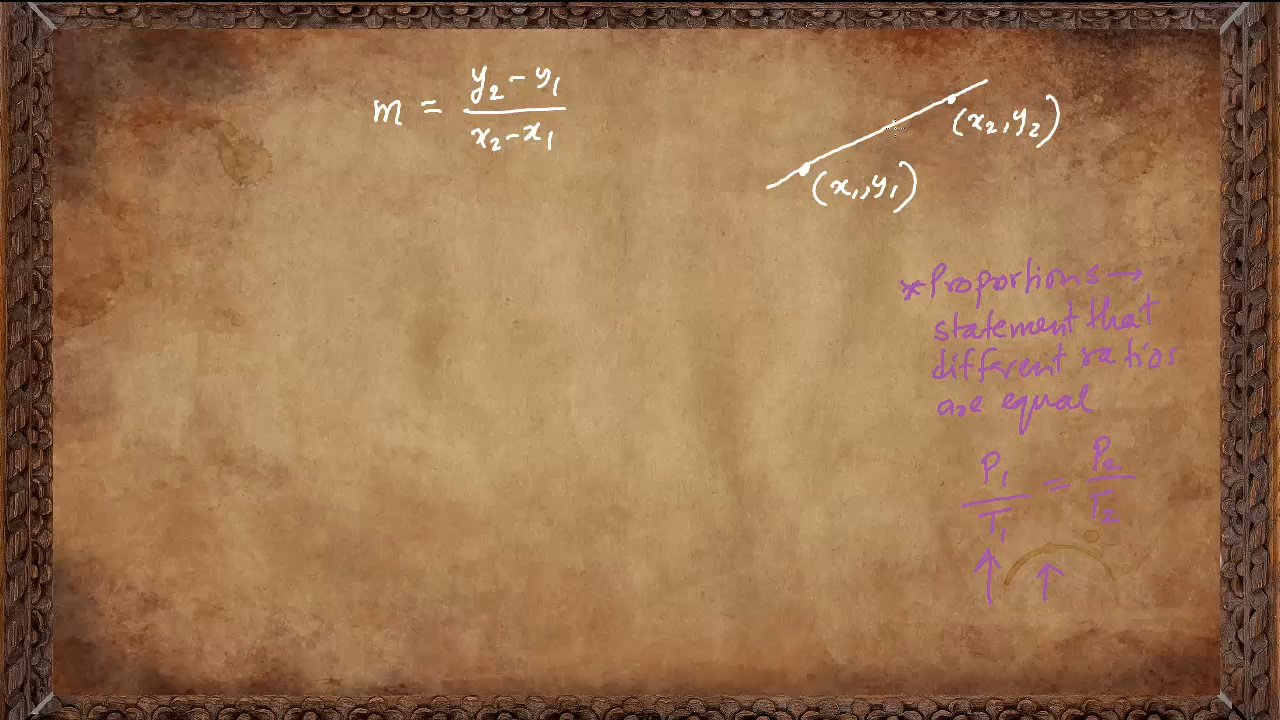 m = y₂ - y₁ / x₂ - x₁
(x₂, y₂)
(x₁, y₁)
*Proportions →
statement that
different ratios
are equal
P₁ / T₁ = P₂ / T₂